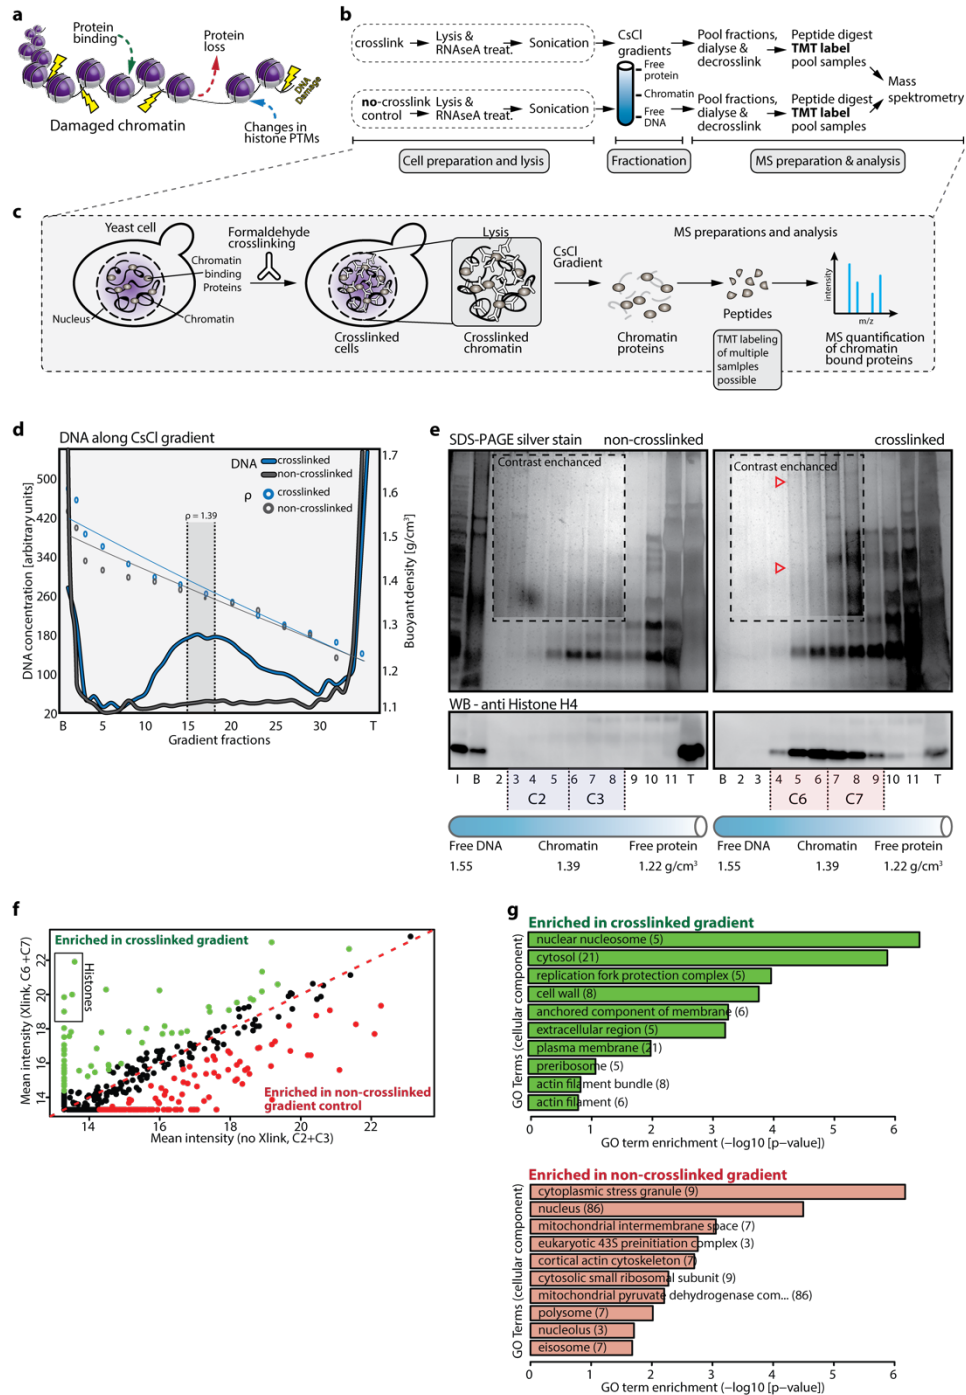 a
Protein
binding
Protein
loss
DNA
Damage
Damaged chromatin
Changes in
histone PTMs
b
crosslink
Lysis &
RNAseA treat.
Sonication
CsCl
gradients
Free
protein
Chromatin
Free
DNA
Pool fractions,
dialyse &
decrosslink
Peptide digest
TMT label
pool samples
Mass
spektrometry
no-crosslink
control
Lysis &
RNAseA treat.
Sonication
Pool fractions,
dialyse &
decrosslink
Peptide digest
TMT label
pool samples
Cell preparation and lysis
Fractionation
MS preparation & analysis
c
Yeast cell
Formaldehyde
crosslinking
Chromatin
binding
Proteins
Nucleus
Chromatin
Crosslinked
cells
Lysis
Crosslinked
chromatin
CsCl
Gradient
MS preparations and analysis
Chromatin
proteins
Peptides
TMT labeling
of multiple
samlples
possible
intensity
m/z
MS quantification
of chromatin
bound proteins
d
DNA along CsCl gradient
DNA
crosslinked
non-crosslinked
ρ
crosslinked
non-crosslinked
ρ = 1.39
DNA concentration [arbitrary units]
500
420
340
260
180
100
20
1.7
1.6
1.5
1.4
1.3
1.2
1.1
Buoyant density [g/cm³]
B 5 10 15 20 25 30 T
Gradient fractions
e
SDS-PAGE silver stain
non-crosslinked
crosslinked
Contrast enchanced
Contrast enchanced
WB - anti Histone H4
I B 2 3 4 5 6 7 8 9 10 11 T
B 2 3 4 5 6 7 8 9 10 11 T
C2 C3
C6 C7
Free DNA Chromatin Free protein
1.55 1.39 1.22 g/cm³
Free DNA Chromatin Free protein
1.55 1.39 1.22 g/cm³
f
Enriched in crosslinked gradient
Histones
Enriched in non-crosslinked
gradient control
Mean intensity (Xlink, C6 +C7)
22
20
18
16
14
14 16 18 20 22
Mean intensity (no Xlink, C2+C3)
g
Enriched in crosslinked gradient
GO Terms (cellular component)
nuclear nucleosome (5)
cytosol (21)
replication fork protection complex (5)
cell wall (8)
anchored component of membrane (6)
extracellular region (5)
plasma membrane (21)
preribosome (5)
actin filament bundle (8)
actin filament (6)
0 1 2 3 4 5 6
GO term enrichment (−log10 [p−value])
Enriched in non-crosslinked gradient
GO Terms (cellular component)
cytoplasmic stress granule (9)
nucleus (86)
mitochondrial intermembrane space (7)
eukaryotic 43S preinitiation complex (3)
cortical actin cytoskeleton (7)
cytosolic small ribosomal subunit (9)
mitochondrial pyruvate dehydrogenase com... (86)
polysome (7)
nucleolus (3)
eisosome (7)
0 1 2 3 4 5 6
GO term enrichment (−log10 [p−value])